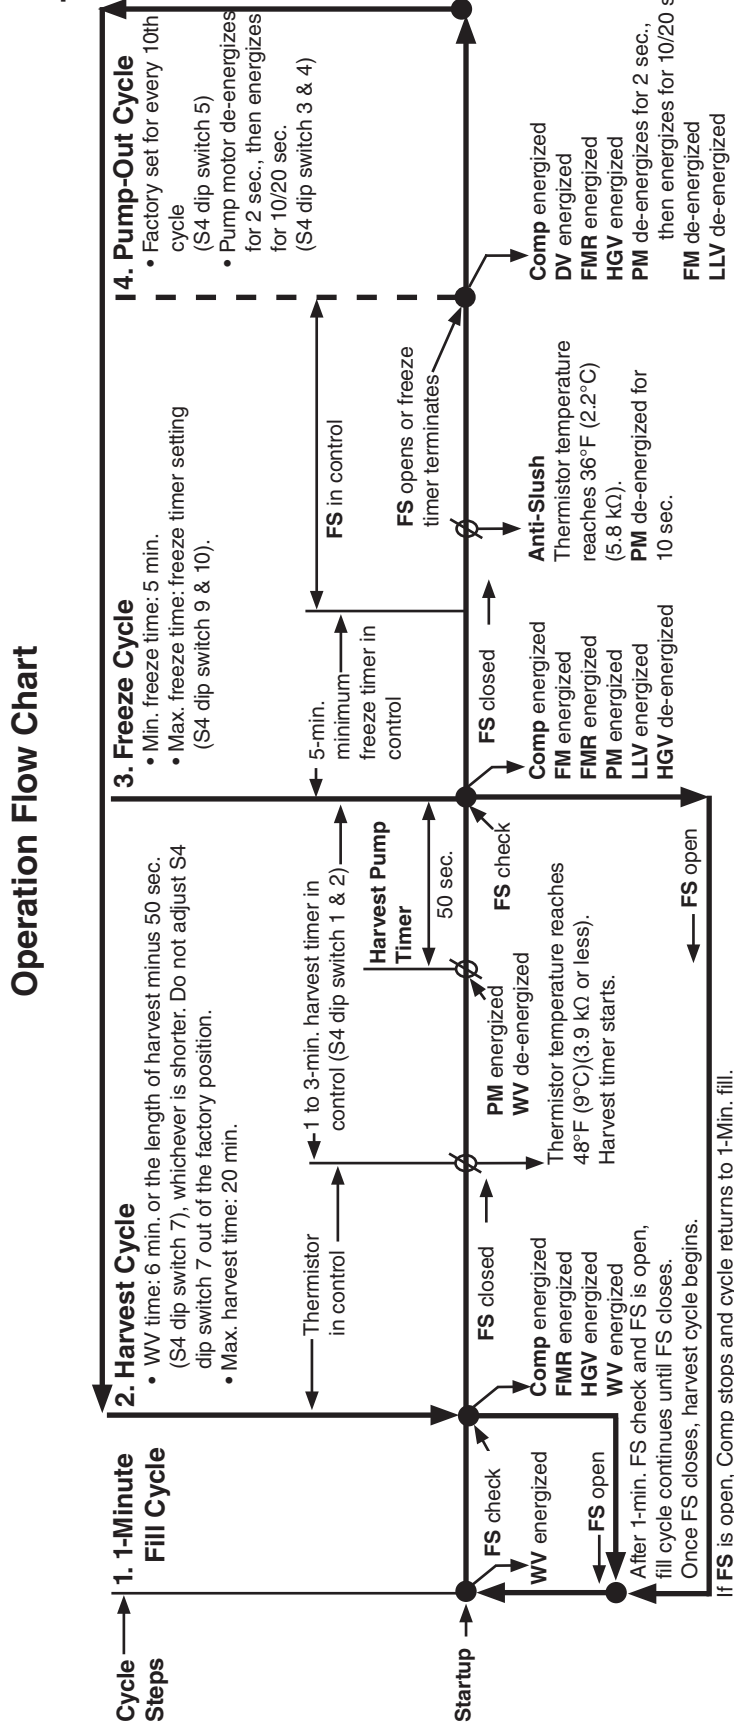 Operation Flow Chart
Cycle
Steps
1. 1-Minute
Fill Cycle
2. Harvest Cycle
• WV time: 6 min. or the length of harvest minus 50 sec.
(S4 dip switch 7), whichever is shorter. Do not adjust S4
dip switch 7 out of the factory position.
• Max. harvest time: 20 min.
3. Freeze Cycle
• Min. freeze time: 5 min.
• Max. freeze time: freeze timer setting
(S4 dip switch 9 & 10).
4. Pump-Out Cycle
• Factory set for every 10th
cycle
(S4 dip switch 5)
• Pump motor de-energizes
for 2 sec., then energizes
for 10/20 sec.
(S4 dip switch 3 & 4)
Thermistor
in control
1 to 3-min. harvest timer in
control (S4 dip switch 1 & 2)
Harvest Pump
Timer
50 sec.
5-min.
minimum
freeze timer in
control
FS in control
FS opens or freeze
timer terminates
Startup
FS check
WV energized
FS open
After 1-min. FS check and FS is open,
fill cycle continues until FS closes.
Once FS closes, harvest cycle begins.
FS closed
Comp energized
FMR energized
HGV energized
WV energized
PM energized
WV de-energized
Thermistor temperature reaches
48°F (9°C)(3.9 kΩ or less).
Harvest timer starts.
FS check
FS open
FS closed
Comp energized
FM energized
FMR energized
PM energized
LLV energized
HGV de-energized
Anti-Slush
Thermistor temperature
reaches 36°F (2.2°C)
(5.8 kΩ).
PM de-energized for
10 sec.
Comp energized
DV energized
FMR energized
HGV energized
PM de-energizes for 2 sec.,
then energizes for 10/20 s
FM de-energized
LLV de-energized
If FS is open, Comp stops and cycle returns to 1-Min. fill.